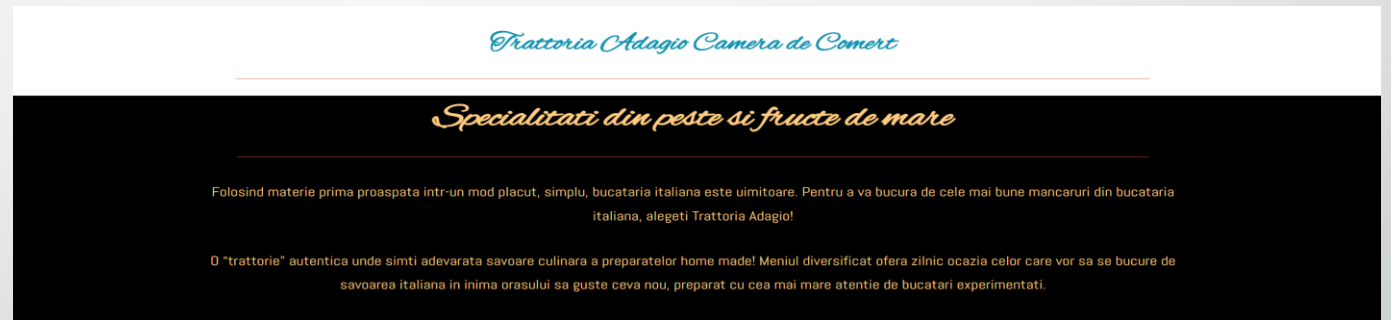 Trattoria Adagio Camera de Comert
Specialitati din peste si fructe de mare
Folosind materie prima proaspata intr-un mod placut, simplu, bucataria italiana este uimitoare. Pentru a va bucura de cele mai bune mancaruri din bucataria
italiana, alegeti Trattoria Adagio!
O "trattorie" autentica unde simti adevarata savoare culinara a preparatelor home made! Meniul diversificat ofera zilnic ocazia celor care vor sa se bucure de
savoarea italiana in inima orasului sa guste ceva nou, preparat cu cea mai mare atentie de bucatari experimentati.